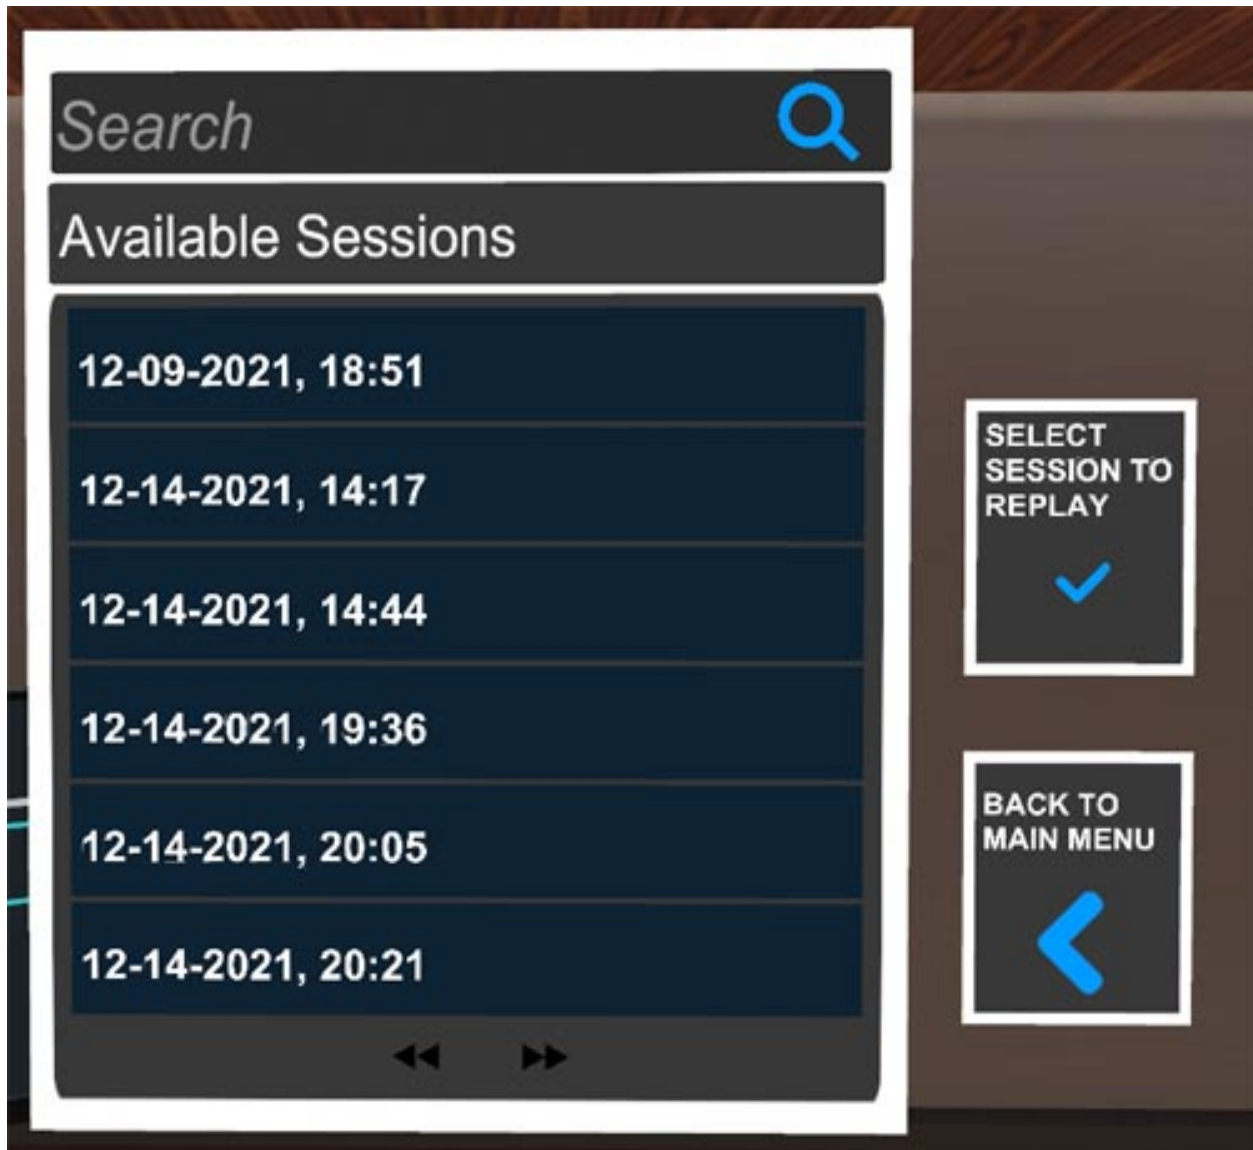 Search
Available Sessions
12-09-2021, 18:51
12-14-2021, 14:17
12-14-2021, 14:44
12-14-2021, 19:36
12-14-2021, 20:05
12-14-2021, 20:21
SELECT
SESSION TO
REPLAY
BACK TO
MAIN MENU